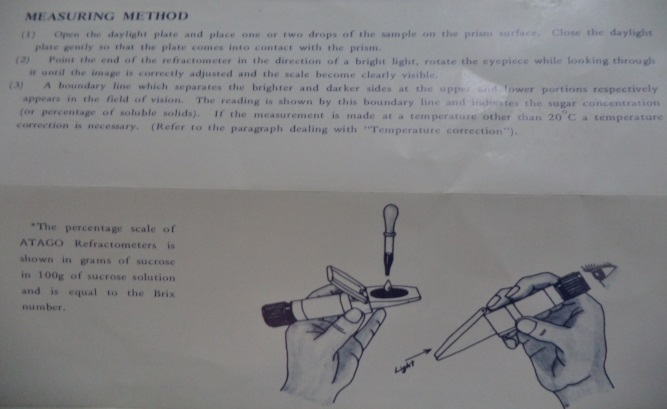 MEASURING METHOD
(1) Open the daylight plate and place one or two drops of the sample on the prism surface. Close the daylight
plate gently so that the plate comes into contact with the prism.
(2) Point the end of the refractometer in the direction of a bright light, rotate the eyepiece while looking through
it until the image is correctly adjusted and the scale become clearly visible.
(3) A boundary line which separates the brighter and darker sides at the upper and lower portions respectively
appears in the field of vision. The reading is shown by this boundary line and indicates the sugar concentration
(or percentage of soluble solids). If the measurement is made at a temperature other than 20°C a temperature
correction is necessary. (Refer to the paragraph dealing with "Temperature correction").
*The percentage scale of
ATAGO Refractometers is
shown in grams of sucrose
in 100g of sucrose solution
and is equal to the Brix
number.
Light